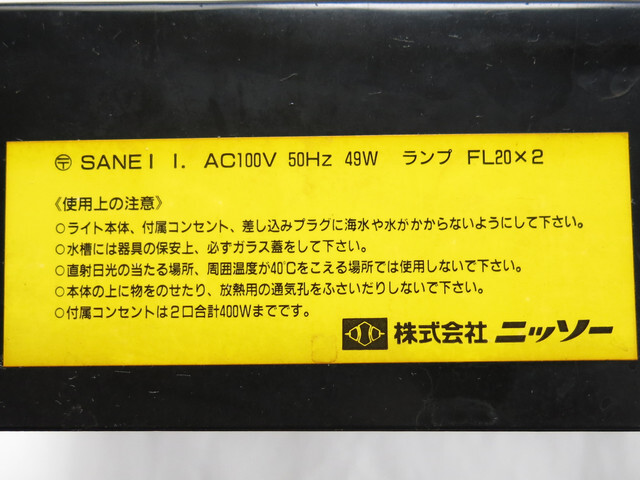 〶 SANEI I. AC100V 50Hz 49W ランプ FL20×2
《使用上の注意》
○ライト本体、付属コンセント、差し込みプラグに海水や水がかからないようにして下さい。
○水槽には器具の保安上、必ずガラス蓋をして下さい。
○直射日光の当たる場所、周囲温度が40℃をこえる場所では使用しないで下さい。
○本体の上に物をのせたり、放熱用の通気孔をふさいだりしないで下さい。
○付属コンセントは2口合計400Wまでです。
株式会社 ニッソー